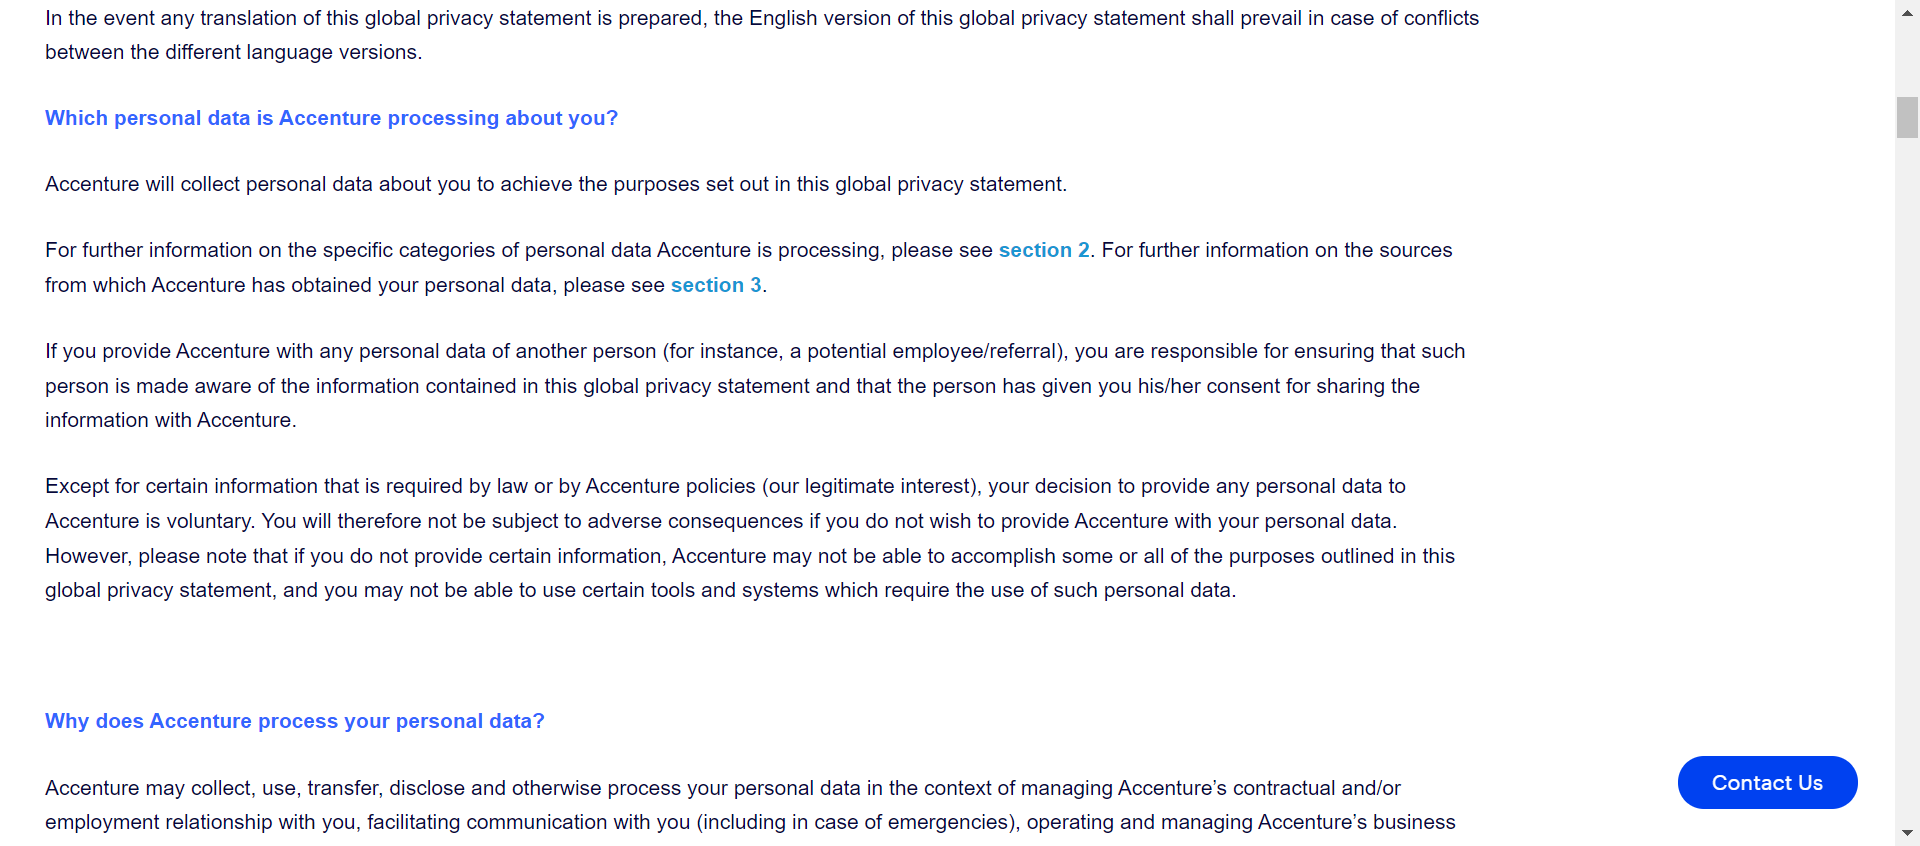 In the event any translation of this global privacy statement is prepared, the English version of this global privacy statement shall prevail in case of conflicts
between the different language versions.
Which personal data is Accenture processing about you?
Accenture will collect personal data about you to achieve the purposes set out in this global privacy statement.
For further information on the specific categories of personal data Accenture is processing, please see section 2. For further information on the sources
from which Accenture has obtained your personal data, please see section 3.
If you provide Accenture with any personal data of another person (for instance, a potential employee/referral), you are responsible for ensuring that such
person is made aware of the information contained in this global privacy statement and that the person has given you his/her consent for sharing the
information with Accenture.
Except for certain information that is required by law or by Accenture policies (our legitimate interest), your decision to provide any personal data to
Accenture is voluntary. You will therefore not be subject to adverse consequences if you do not wish to provide Accenture with your personal data.
However, please note that if you do not provide certain information, Accenture may not be able to accomplish some or all of the purposes outlined in this
global privacy statement, and you may not be able to use certain tools and systems which require the use of such personal data.
Why does Accenture process your personal data?
Accenture may collect, use, transfer, disclose and otherwise process your personal data in the context of managing Accenture’s contractual and/or
employment relationship with you, facilitating communication with you (including in case of emergencies), operating and managing Accenture’s business
Contact Us